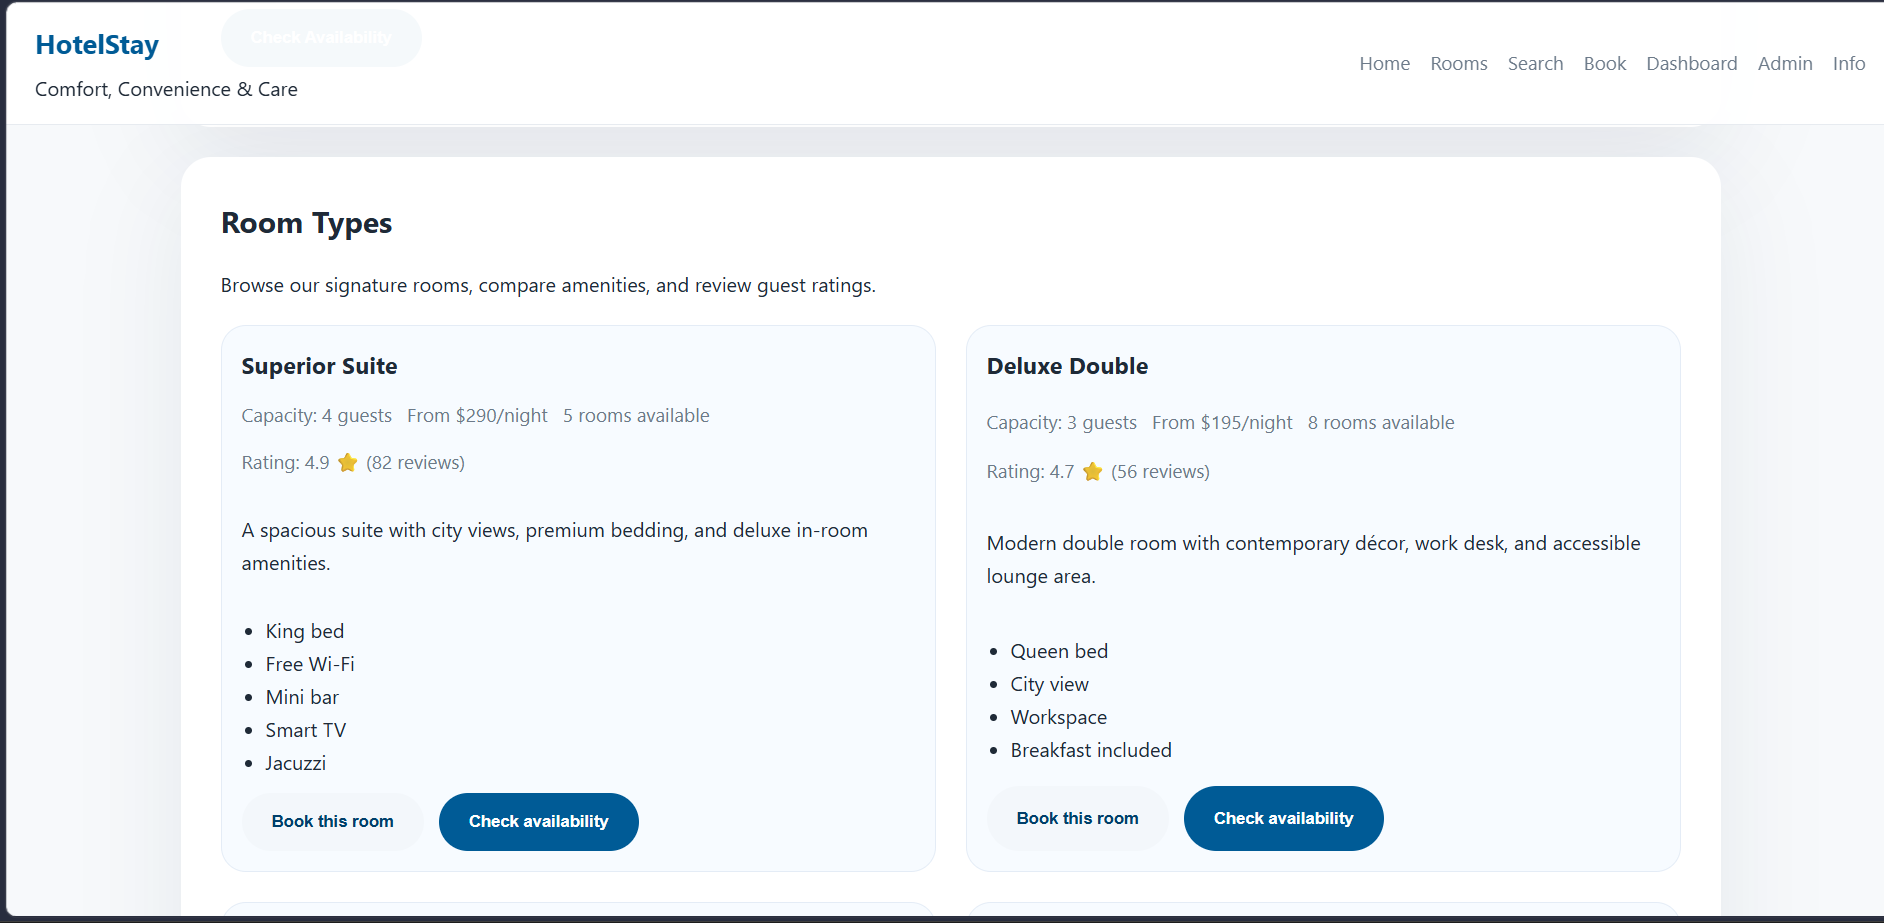 HotelStay
Check Availability
Comfort, Convenience & Care
Home Rooms Search Book Dashboard Admin Info
Room Types
Browse our signature rooms, compare amenities, and review guest ratings.
Superior Suite
Capacity: 4 guests From $290/night 5 rooms available
Rating: 4.9 ⭐ (82 reviews)
A spacious suite with city views, premium bedding, and deluxe in-room
amenities.
• King bed
• Free Wi-Fi
• Mini bar
• Smart TV
• Jacuzzi
Book this room
Check availability
Deluxe Double
Capacity: 3 guests From $195/night 8 rooms available
Rating: 4.7 ⭐ (56 reviews)
Modern double room with contemporary décor, work desk, and accessible
lounge area.
• Queen bed
• City view
• Workspace
• Breakfast included
Book this room
Check availability